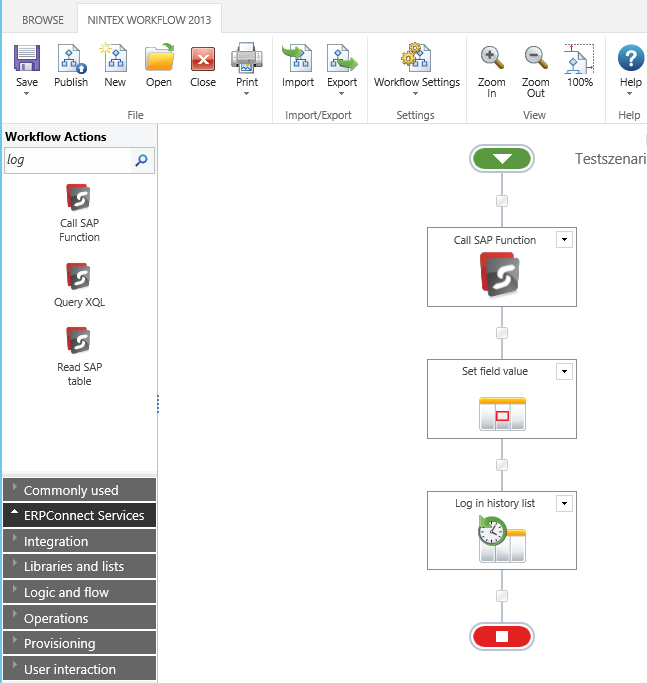 BROWSE
NINTEX WORKFLOW 2013
Save
Publish
New
Open
Close
Print
Import
Export
Workflow Settings
Zoom
In
Zoom
Out
100%
Help
File
Import/Export
Settings
View
Help
Workflow Actions
log
Call SAP
Function
Query XQL
Read SAP
table
Commonly used
ERPConnect Services
Integration
Libraries and lists
Logic and flow
Operations
Provisioning
User interaction
Testszenari
Call SAP Function
Set field value
Log in history list